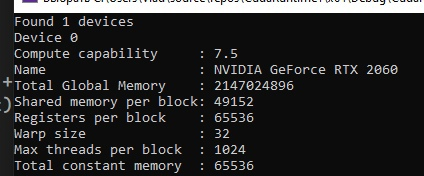 Found 1 devices
Device 0
Compute capability : 7.5
Name : NVIDIA GeForce RTX 2060
Total Global Memory : 2147024896
Shared memory per block: 49152
Registers per block : 65536
Warp size : 32
Max threads per block : 1024
Total constant memory : 65536